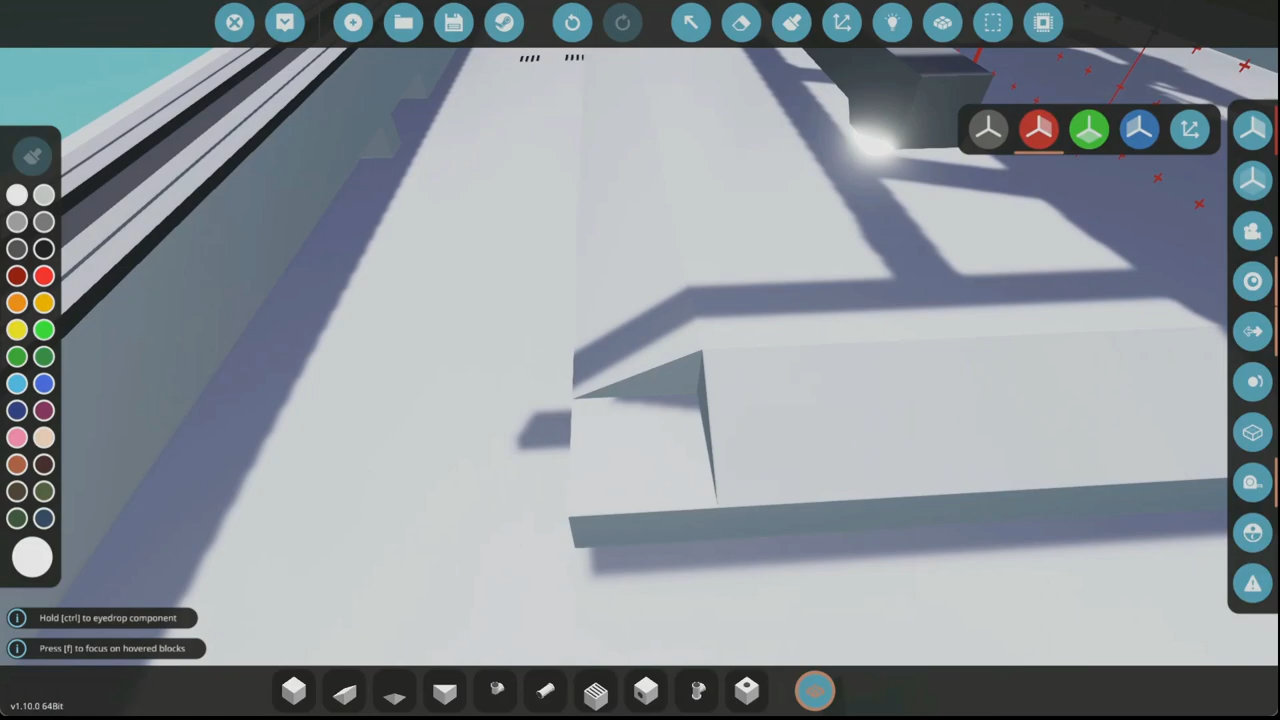 Hold [ctrl] to eyedrop component
Press [f] to focus on hovered blocks
v1.10.0 64Bit